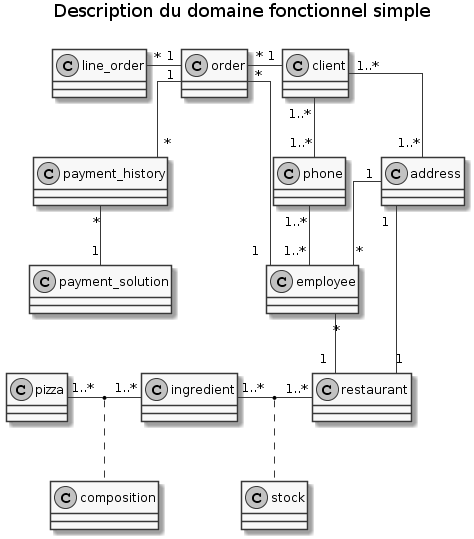 Description du domaine fonctionnel simple
C line_order * 1 C order * 1 C client 1..*
1 *
1..*
* 1..* 1..*
C payment_history C phone 1 C address
* 1..* 1
1 1 1..* *
C payment_solution C employee
*
1 1
C pizza 1..* 1..* C ingredient 1..* 1..* C restaurant
C composition C stock